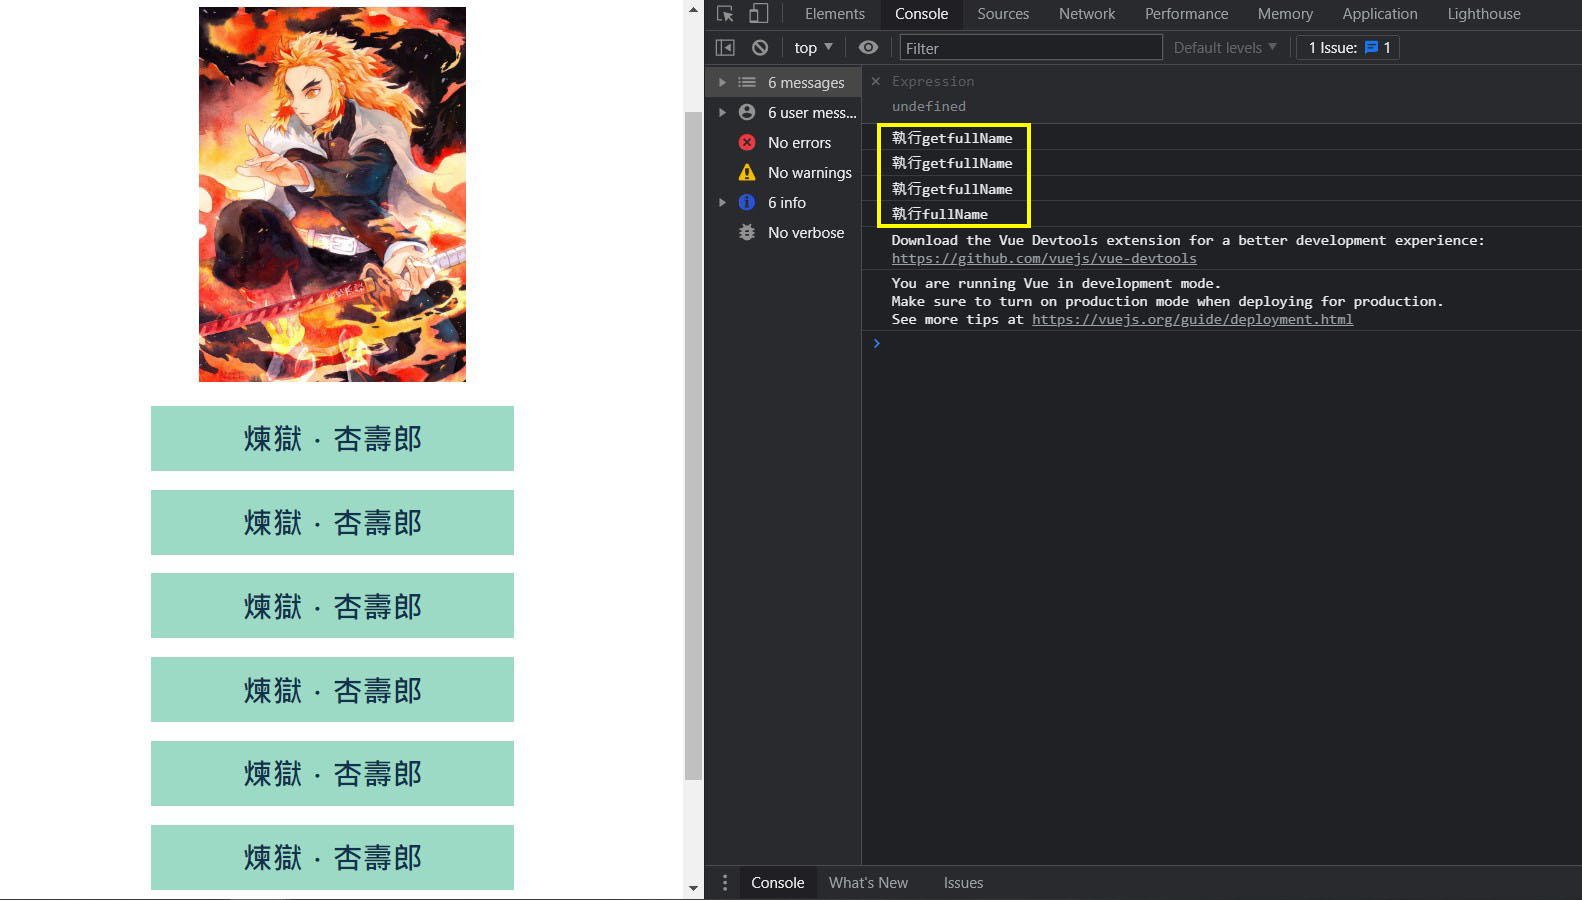 煉獄 · 杏壽郎
煉獄 · 杏壽郎
煉獄 · 杏壽郎
煉獄 · 杏壽郎
煉獄 · 杏壽郎
煉獄 · 杏壽郎
Elements Console Sources Network Performance Memory Application Lighthouse
top Filter Default levels 1 Issue: 1
6 messages
6 user mess...
No errors
No warnings
6 info
No verbose
Expression
undefined
執行getfullName
執行getfullName
執行getfullName
執行fullName
Download the Vue Devtools extension for a better development experience:
https://github.com/vuejs/vue-devtools
You are running Vue in development mode.
Make sure to turn on production mode when deploying for production.
See more tips at https://vuejs.org/guide/deployment.html
Console What's New Issues